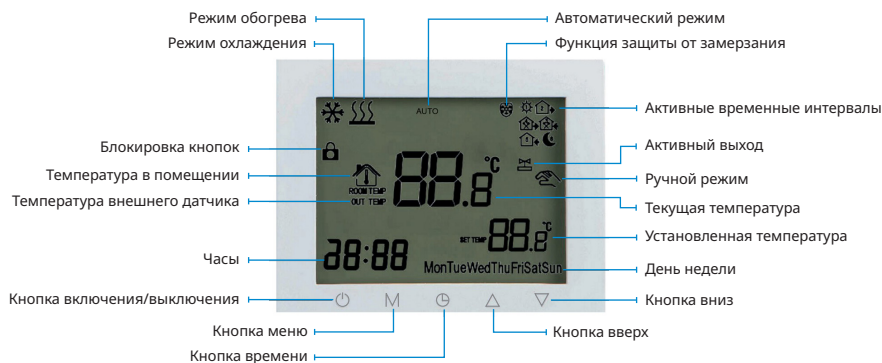 Режим обогрева
Автоматический режим
Режим охлаждения
Функция защиты от замерзания
AUTO
Активные временные интервалы
Блокировка кнопок
Активный выход
Температура в помещении
°C
Ручной режим
ROOM TEMP
88.8
Температура внешнего датчика
OUT TEMP
Текущая температура
SET TEMP 88.8 °C
Установленная температура
Часы
88:88
MonTueWedThuFriSatSun
День недели
Кнопка включения/выключения
M
Кнопка вниз
Кнопка меню
Кнопка вверх
Кнопка времени